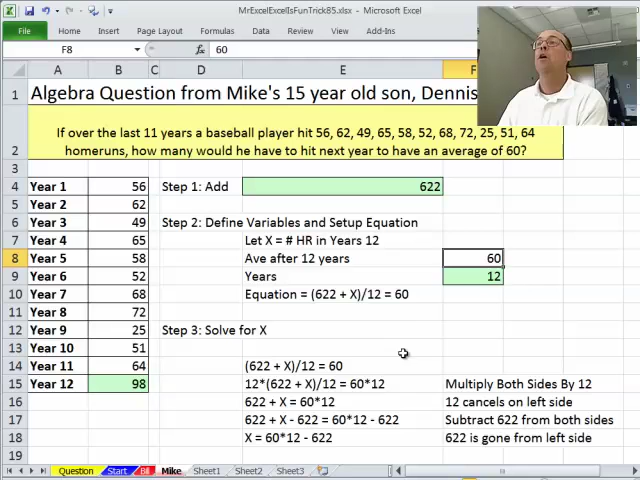 MrExcelExcelIsFunTrick85.xlsx - Microsoft Excel
File Home Insert Page Layout Formulas Data Review View Add-Ins
F8 fx 60
A B C D E F
1 Algebra Question from Mike's 15 year old son, Dennis
If over the last 11 years a baseball player hit 56, 62, 49, 65, 58, 52, 68, 72, 25, 51, 64
2 homeruns, how many would he have to hit next year to have an average of 60?
3
4 Year 1 56 Step 1: Add 622
5 Year 2 62
6 Year 3 49 Step 2: Define Variables and Setup Equation
7 Year 4 65 Let X = # HR in Years 12
8 Year 5 58 Ave after 12 years 60
9 Year 6 52 Years 12
10 Year 7 68 Equation = (622 + X)/12 = 60
11 Year 8 72
12 Year 9 25 Step 3: Solve for X
13 Year 10 51
14 Year 11 64 (622 + X)/12 = 60
15 Year 12 98 12*(622 + X)/12 = 60*12 Multiply Both Sides By 12
16 622 + X = 60*12 12 cancels on left side
17 622 + X - 622 = 60*12 - 622 Subtract 622 from both sides
18 X = 60*12 - 622 622 is gone from left side
19
Question Start Bill Mike Sheet1 Sheet2 Sheet3